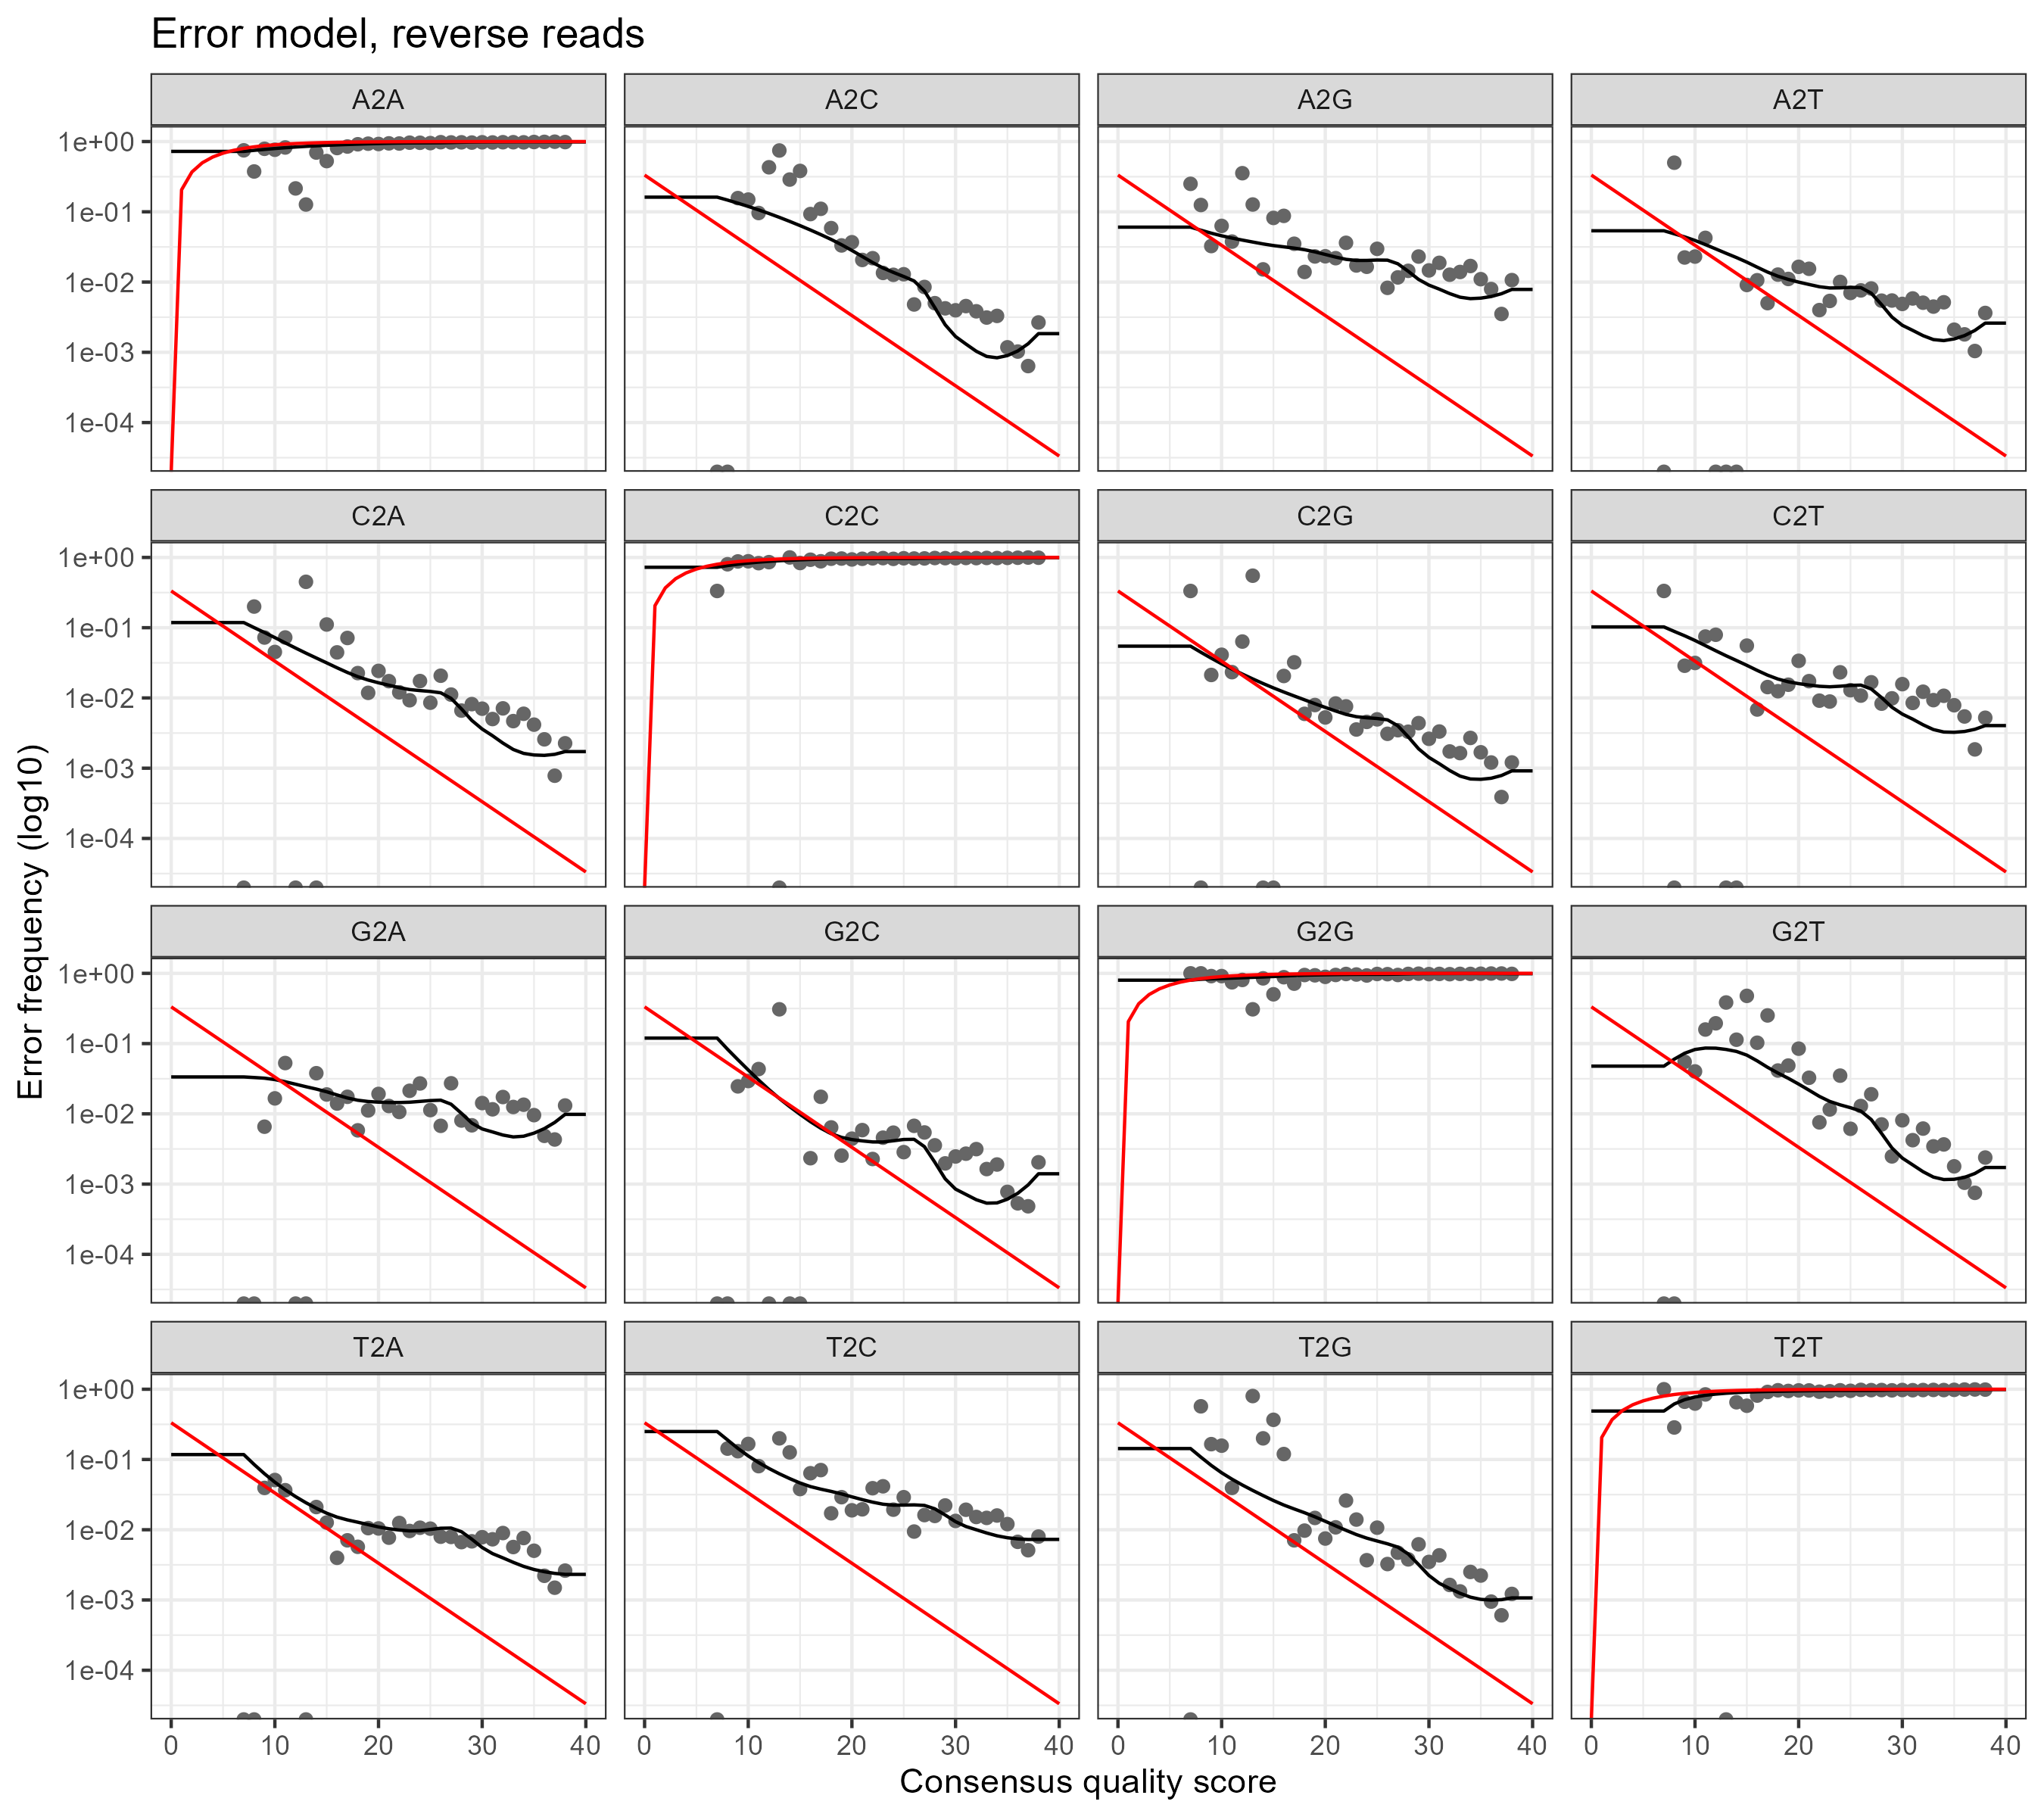 Error model, reverse reads
A2A A2C A2G A2T
1e+00
1e-01
1e-02
1e-03
1e-04
C2A C2C C2G C2T
1e+00
1e-01
1e-02
1e-03
1e-04
G2A G2C G2G G2T
1e+00
1e-01
1e-02
1e-03
1e-04
T2A T2C T2G T2T
1e+00
1e-01
1e-02
1e-03
1e-04
0 10 20 30 40 0 10 20 30 40 0 10 20 30 40 0 10 20 30 40
Consensus quality score
Error frequency (log10)